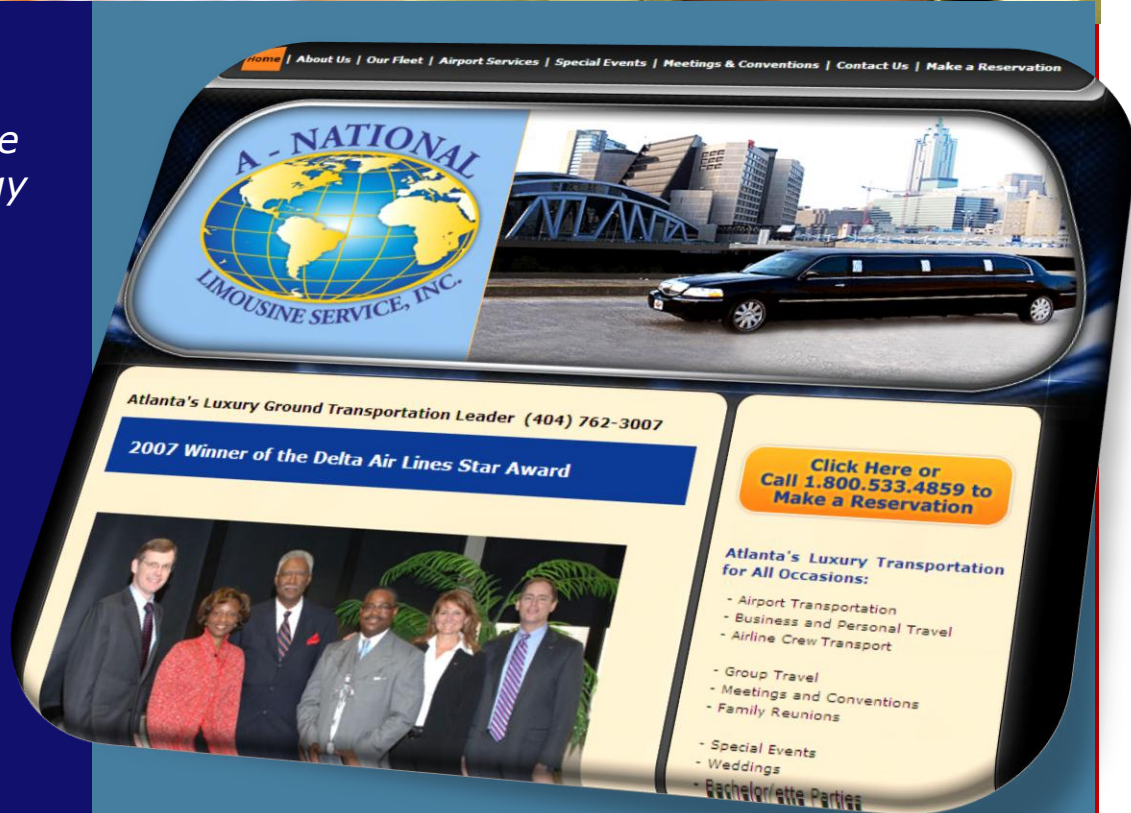 Home | About Us | Our Fleet | Airport Services | Special Events | Meetings & Conventions | Contact Us | Make a Reservation
A - NATIONAL
LIMOUSINE SERVICE, INC.
Atlanta's Luxury Ground Transportation Leader (404) 762-3007
2007 Winner of the Delta Air Lines Star Award
Click Here or
Call 1.800.533.4859 to
Make a Reservation
Atlanta's Luxury Transportation
for All Occasions:
- Airport Transportation
- Business and Personal Travel
- Airline Crew Transport
- Group Travel
- Meetings and Conventions
- Family Reunions
- Special Events
- Weddings
- Bachelor/ette Parties